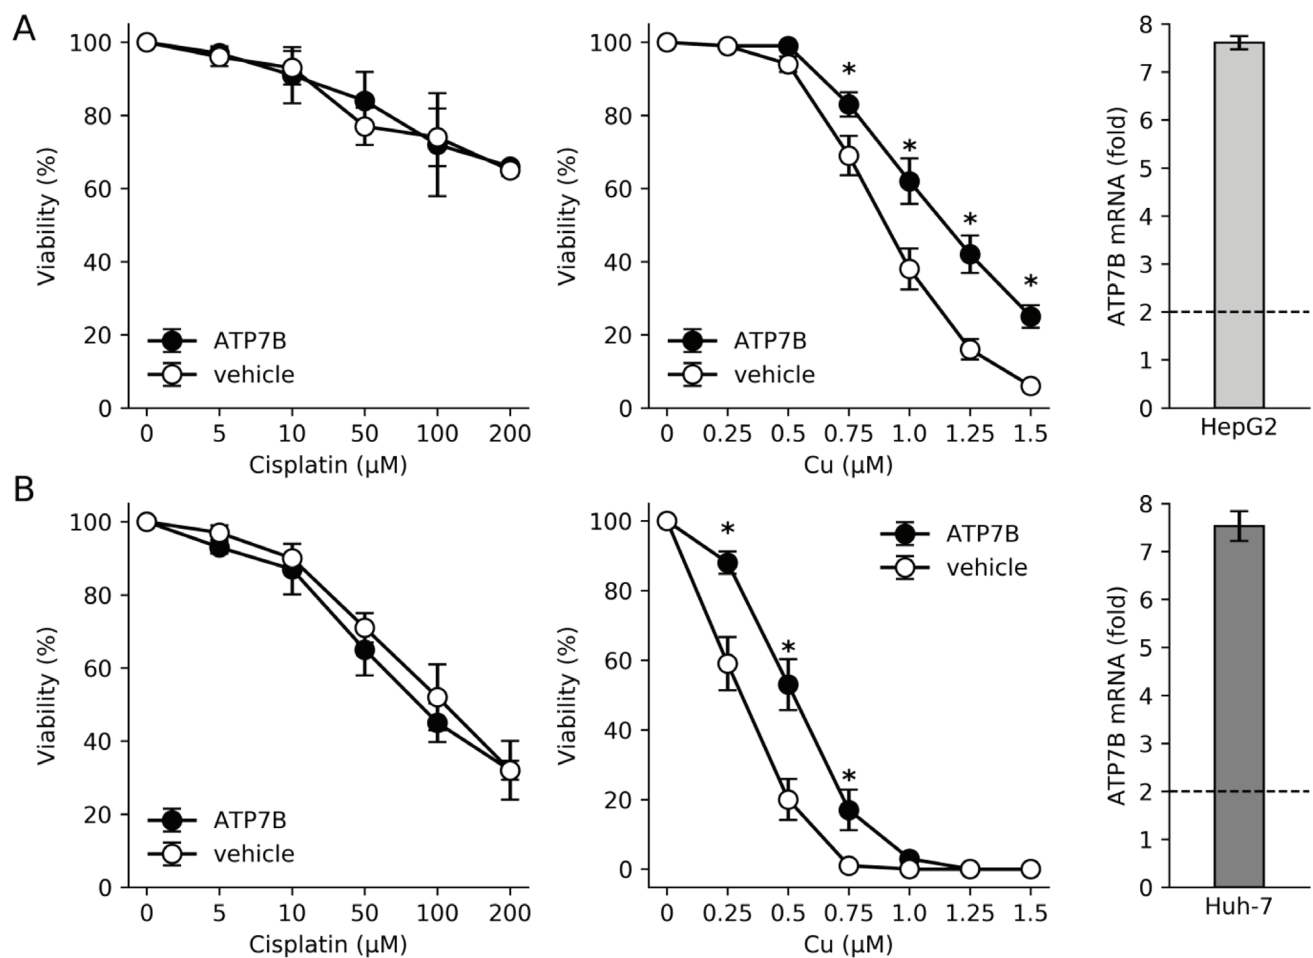 A
Viability (%)
100
80
60
40
20
0
ATP7B
vehicle
0 5 10 50 100 200
Cisplatin (µM)
Viability (%)
100
80
60
40
20
0
*
*
*
*
ATP7B
vehicle
0 0.25 0.5 0.75 1.0 1.25 1.5
Cu (µM)
ATP7B mRNA (fold)
8
7
6
5
4
3
2
1
0
HepG2
B
Viability (%)
100
80
60
40
20
0
ATP7B
vehicle
0 5 10 50 100 200
Cisplatin (µM)
Viability (%)
100
80
60
40
20
0
*
*
*
ATP7B
vehicle
0 0.25 0.5 0.75 1.0 1.25 1.5
Cu (µM)
ATP7B mRNA (fold)
8
7
6
5
4
3
2
1
0
Huh-7